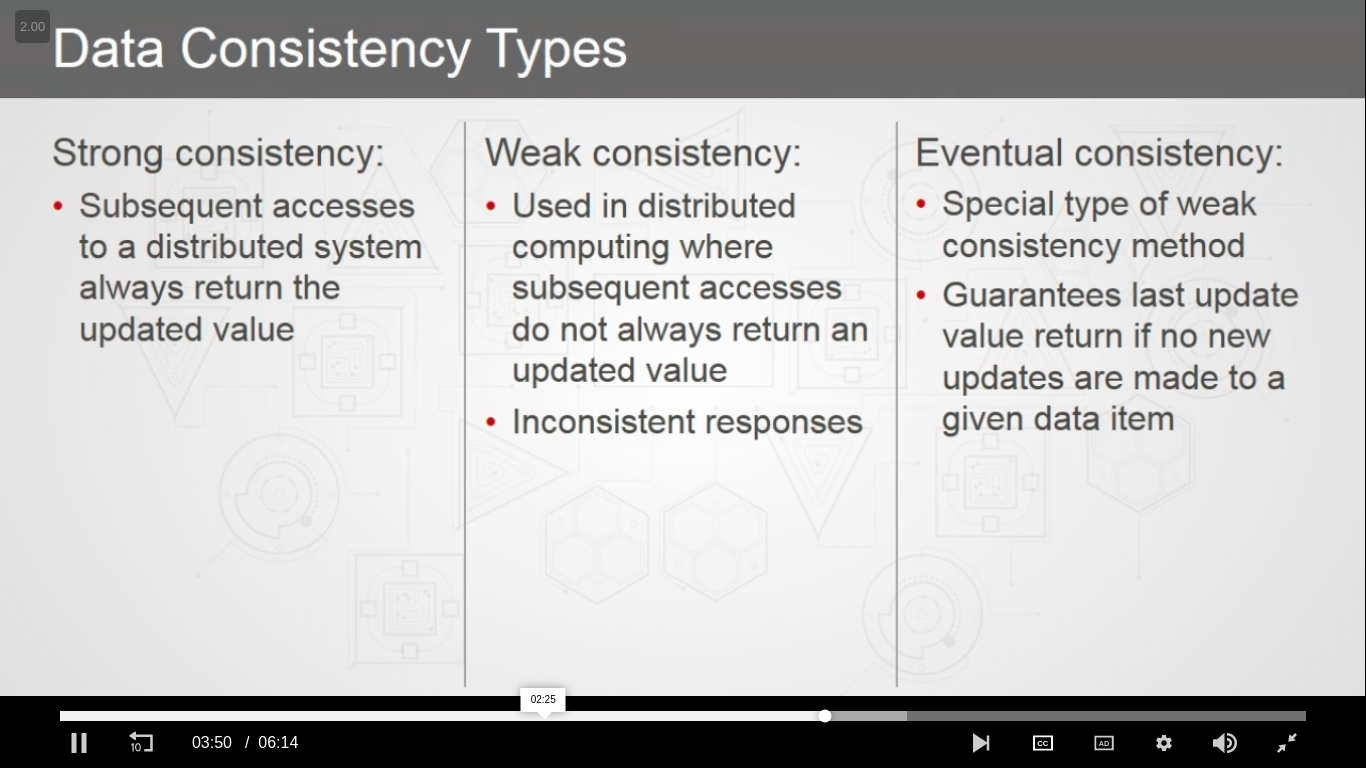 2.00
Data Consistency Types
Strong consistency:
• Subsequent accesses
to a distributed system
always return the
updated value
Weak consistency:
• Used in distributed
computing where
subsequent accesses
do not always return an
updated value
• Inconsistent responses
Eventual consistency:
• Special type of weak
consistency method
• Guarantees last update
value return if no new
updates are made to a
given data item
02:25
10
03:50 / 06:14
CC
AD